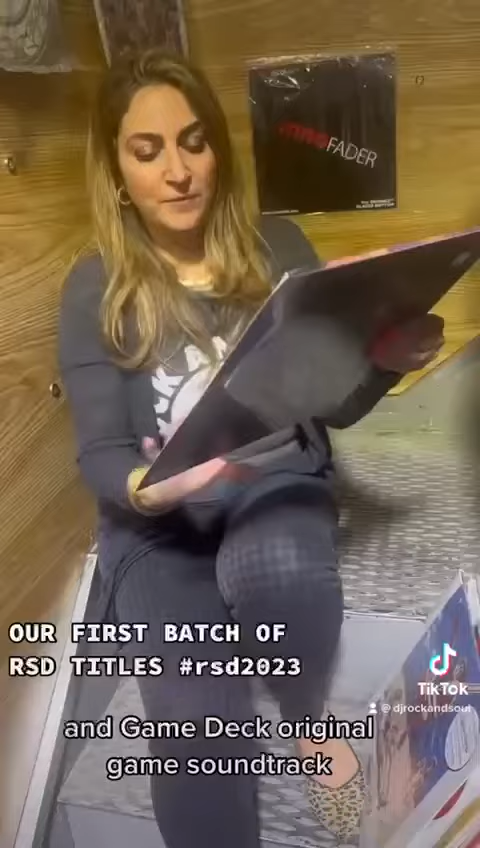 FADER
OUR FIRST BATCH OF
RSD TITLES #rsd2023
TikTok
@djrockandsoul
and Game Deck original
game soundtrack